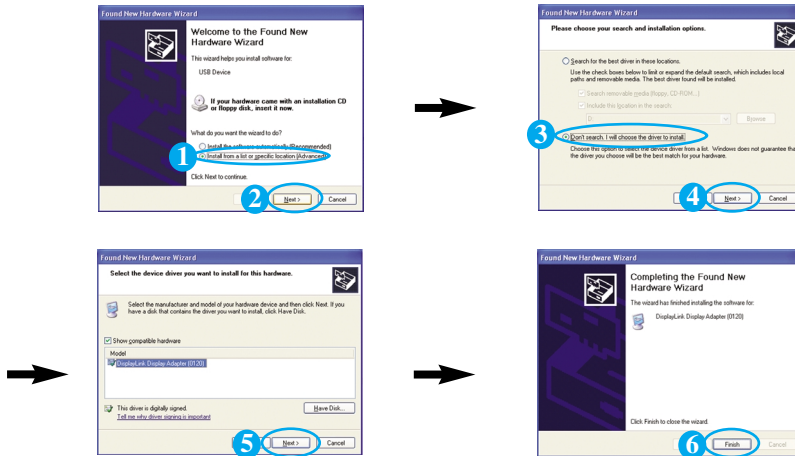 Found New Hardware Wizard
Welcome to the Found New
Hardware Wizard
This wizard helps you install software for:
USB Device
If your hardware came with an installation CD
or floppy disk, insert it now.
What do you want the wizard to do?
Install the software automatically (Recommended)
1
Install from a list or specific location (Advanced)
Click Next to continue.
2
Next >
Cancel
Found New Hardware Wizard
Please choose your search and installation options.
Search for the best driver in these locations.
Use the check boxes below to limit or expand the default search, which includes local
paths and removable media. The best driver found will be installed.
Search removable media (floppy, CD-ROM...)
Include this location in the search:
D:
Browse
3
Don't search. I will choose the driver to install.
Choose this option to select the device driver from a list. Windows does not guarantee tha
the driver you choose will be the best match for your hardware.
4
Next >
Cancel
Found New Hardware Wizard
Select the device driver you want to install for this hardware.
Select the manufacturer and model of your hardware device and then click Next. If you
have a disk that contains the driver you want to install, click Have Disk.
Show compatible hardware
Model
DisplayLink Display Adapter (0120)
This driver is digitally signed.
Tell me why driver signing is important
Have Disk...
5
Next >
Cancel
Found New Hardware Wizard
Completing the Found New
Hardware Wizard
The wizard has finished installing the software for:
DisplayLink Display Adapter (0120)
Click Finish to close the wizard.
6
Finish
Cancel